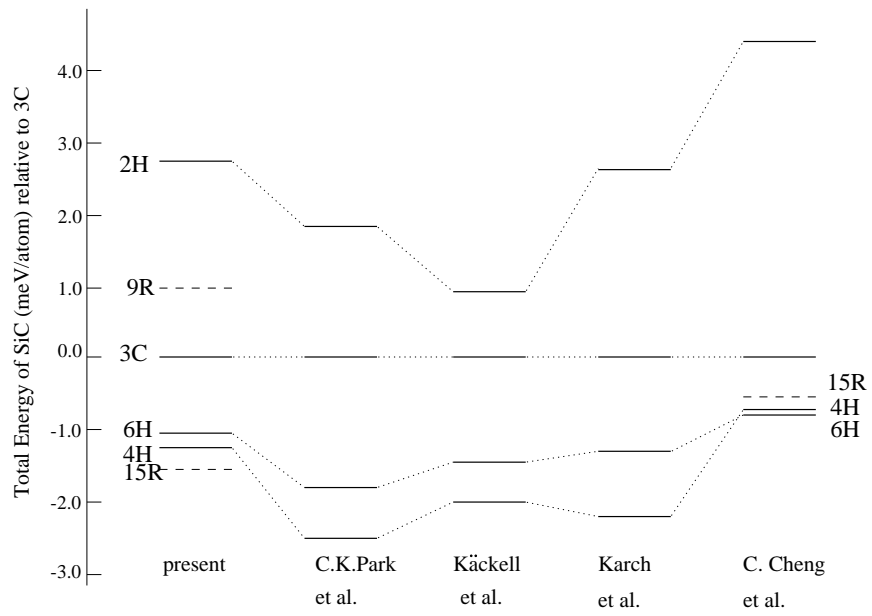 Total Energy of SiC (meV/atom) relative to 3C
4.0
3.0
2.0
1.0
0.0
-1.0
-2.0
-3.0
2H
9R
3C
6H
4H
15R
15R
4H
6H
present
C.K.Park
et al.
Käckell
et al.
Karch
et al.
C. Cheng
et al.